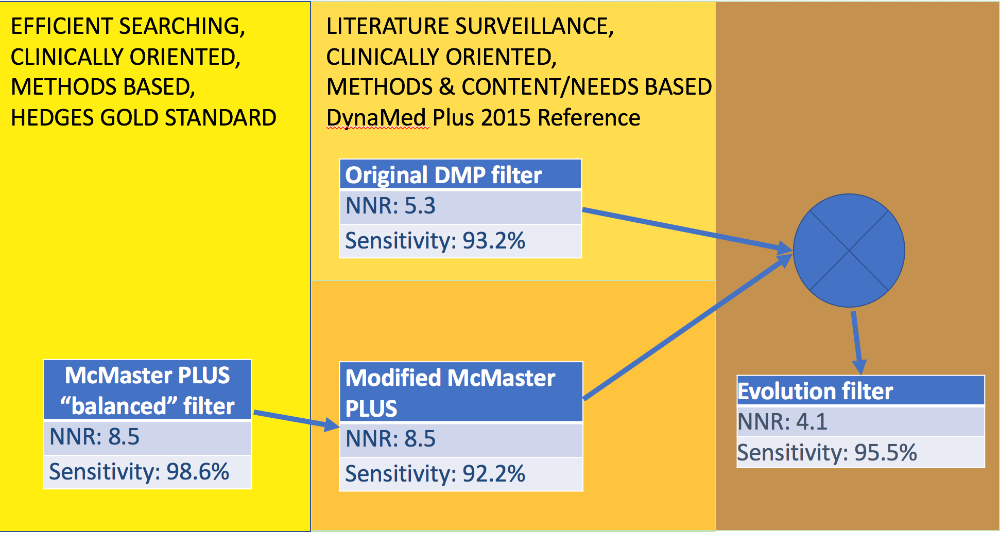 EFFICIENT SEARCHING,
CLINICALLY ORIENTED,
METHODS BASED,
HEDGES GOLD STANDARD
LITERATURE SURVEILLANCE,
CLINICALLY ORIENTED,
METHODS & CONTENT/NEEDS BASED
DynaMed Plus 2015 Reference
Original DMP filter
NNR: 5.3
Sensitivity: 93.2%
McMaster PLUS
“balanced” filter
NNR: 8.5
Sensitivity: 98.6%
Modified McMaster
PLUS
NNR: 8.5
Sensitivity: 92.2%
Evolution filter
NNR: 4.1
Sensitivity: 95.5%